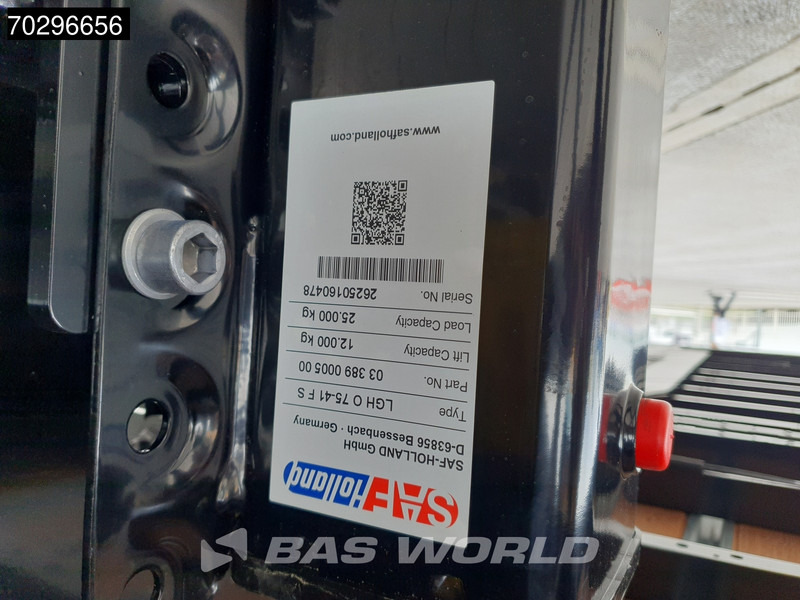 70296656
SAF Holland
SAF-HOLLAND GmbH
D-63856 Bessenbach · Germany
Type LGH O 75-41 F S
Part No. 03 389 0005 00
Lift Capacity 12.000 kg
Load Capacity 25.000 kg
Serial No. 26250160478
www.safholland.com
BAS WORLD